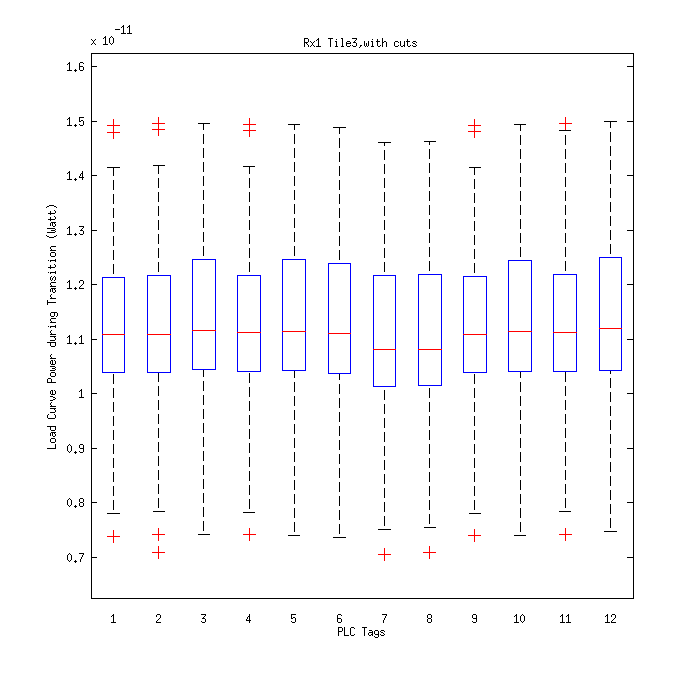 x 10^-11
Rx1 Tile3,with cuts
1.6
1.5
1.4
1.3
1.2
1.1
1
0.9
0.8
0.7
Load Curve Power during Transition (Watt)
1 2 3 4 5 6 7 8 9 10 11 12
PLC Tags